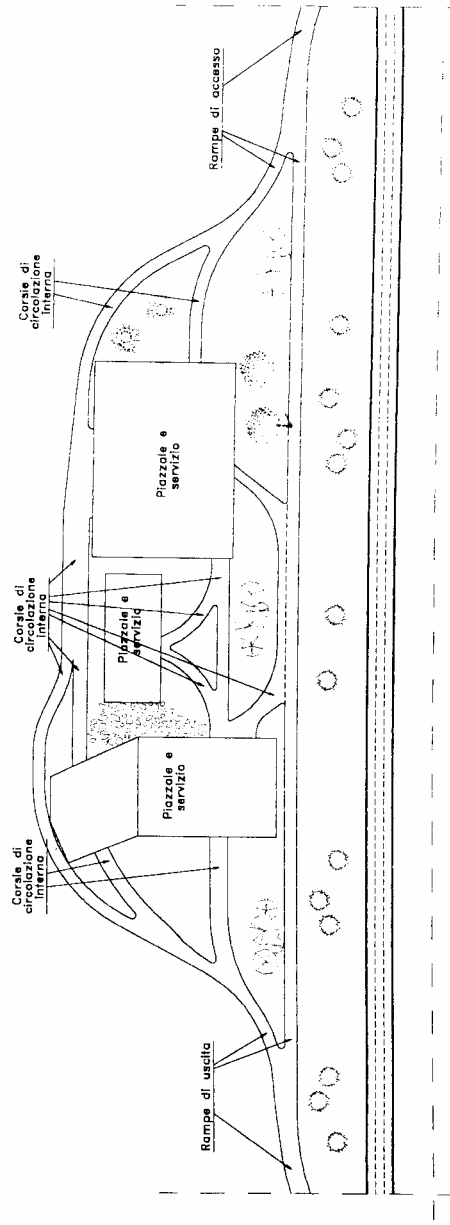 Rampe di uscita
Corsie di
circolazione
interna
Piazzale e
servizio
Corsie di
circolazione
interna
Piazzale e
servizio
Piazzale e
servizio
Corsie di
circolazione
interna
Rampe di accesso